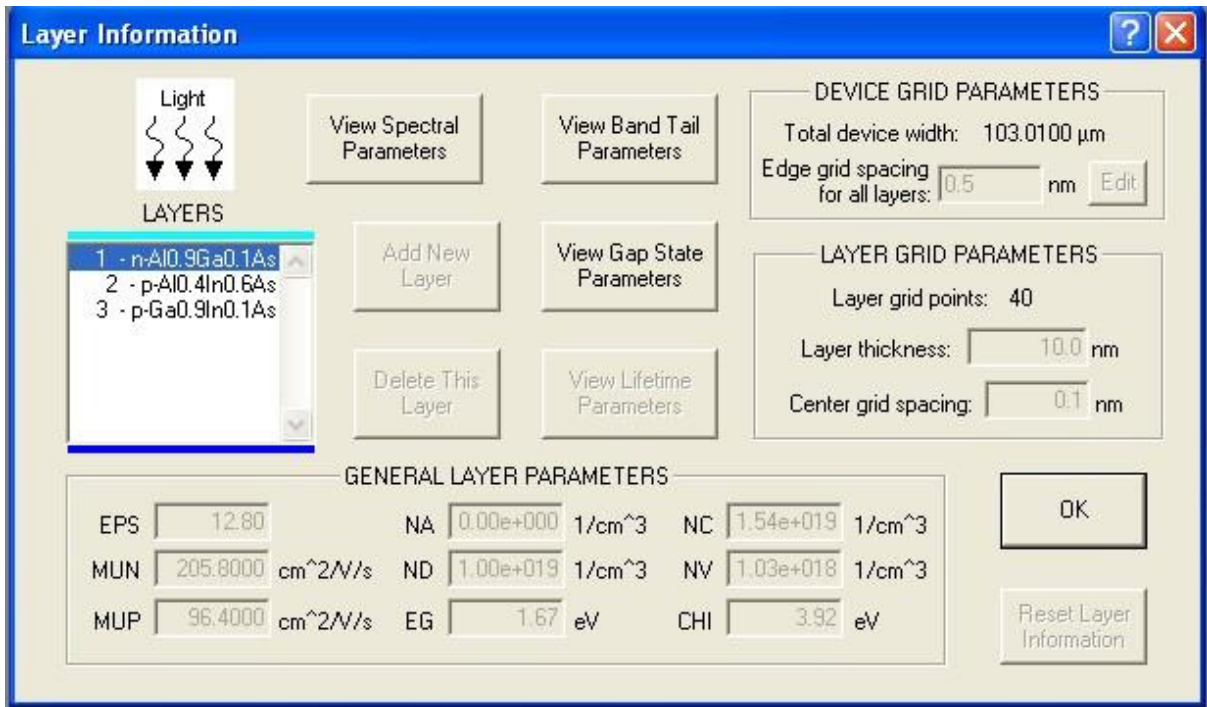 Layer Information
Light
LAYERS
1 - n-Al0.9Ga0.1As
2 - p-Al0.4In0.6As
3 - p-Ga0.9In0.1As
View Spectral
Parameters
View Band Tail
Parameters
Add New
Layer
View Gap State
Parameters
Delete This
Layer
View Lifetime
Parameters
DEVICE GRID PARAMETERS
Total device width: 103.0100 µm
Edge grid spacing
for all layers: 0.5 nm Edit
LAYER GRID PARAMETERS
Layer grid points: 40
Layer thickness: 10.0 nm
Center grid spacing: 0.1 nm
GENERAL LAYER PARAMETERS
EPS 12.80 NA 0.00e+000 1/cm^3 NC 1.54e+019 1/cm^3
MUN 205.8000 cm^2/V/s ND 1.00e+019 1/cm^3 NV 1.03e+018 1/cm^3
MUP 96.4000 cm^2/V/s EG 1.67 eV CHI 3.92 eV
OK
Reset Layer
Information